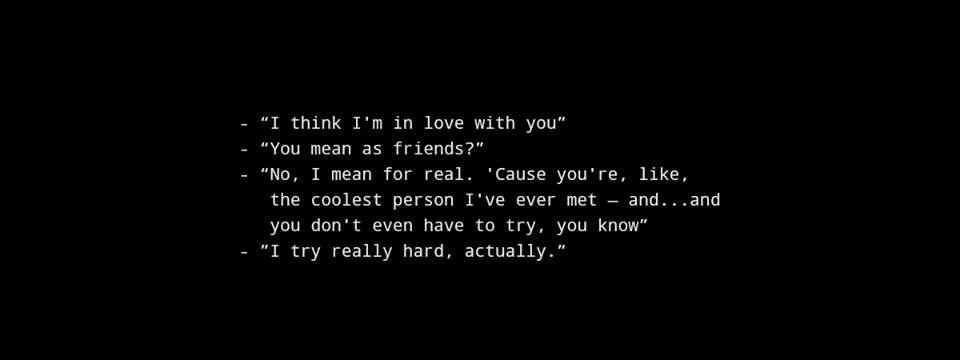 - “I think I'm in love with you”
- “You mean as friends?”
- “No, I mean for real. 'Cause you're, like,
the coolest person I've ever met — and...and
you don't even have to try, you know”
- ”I try really hard, actually.”